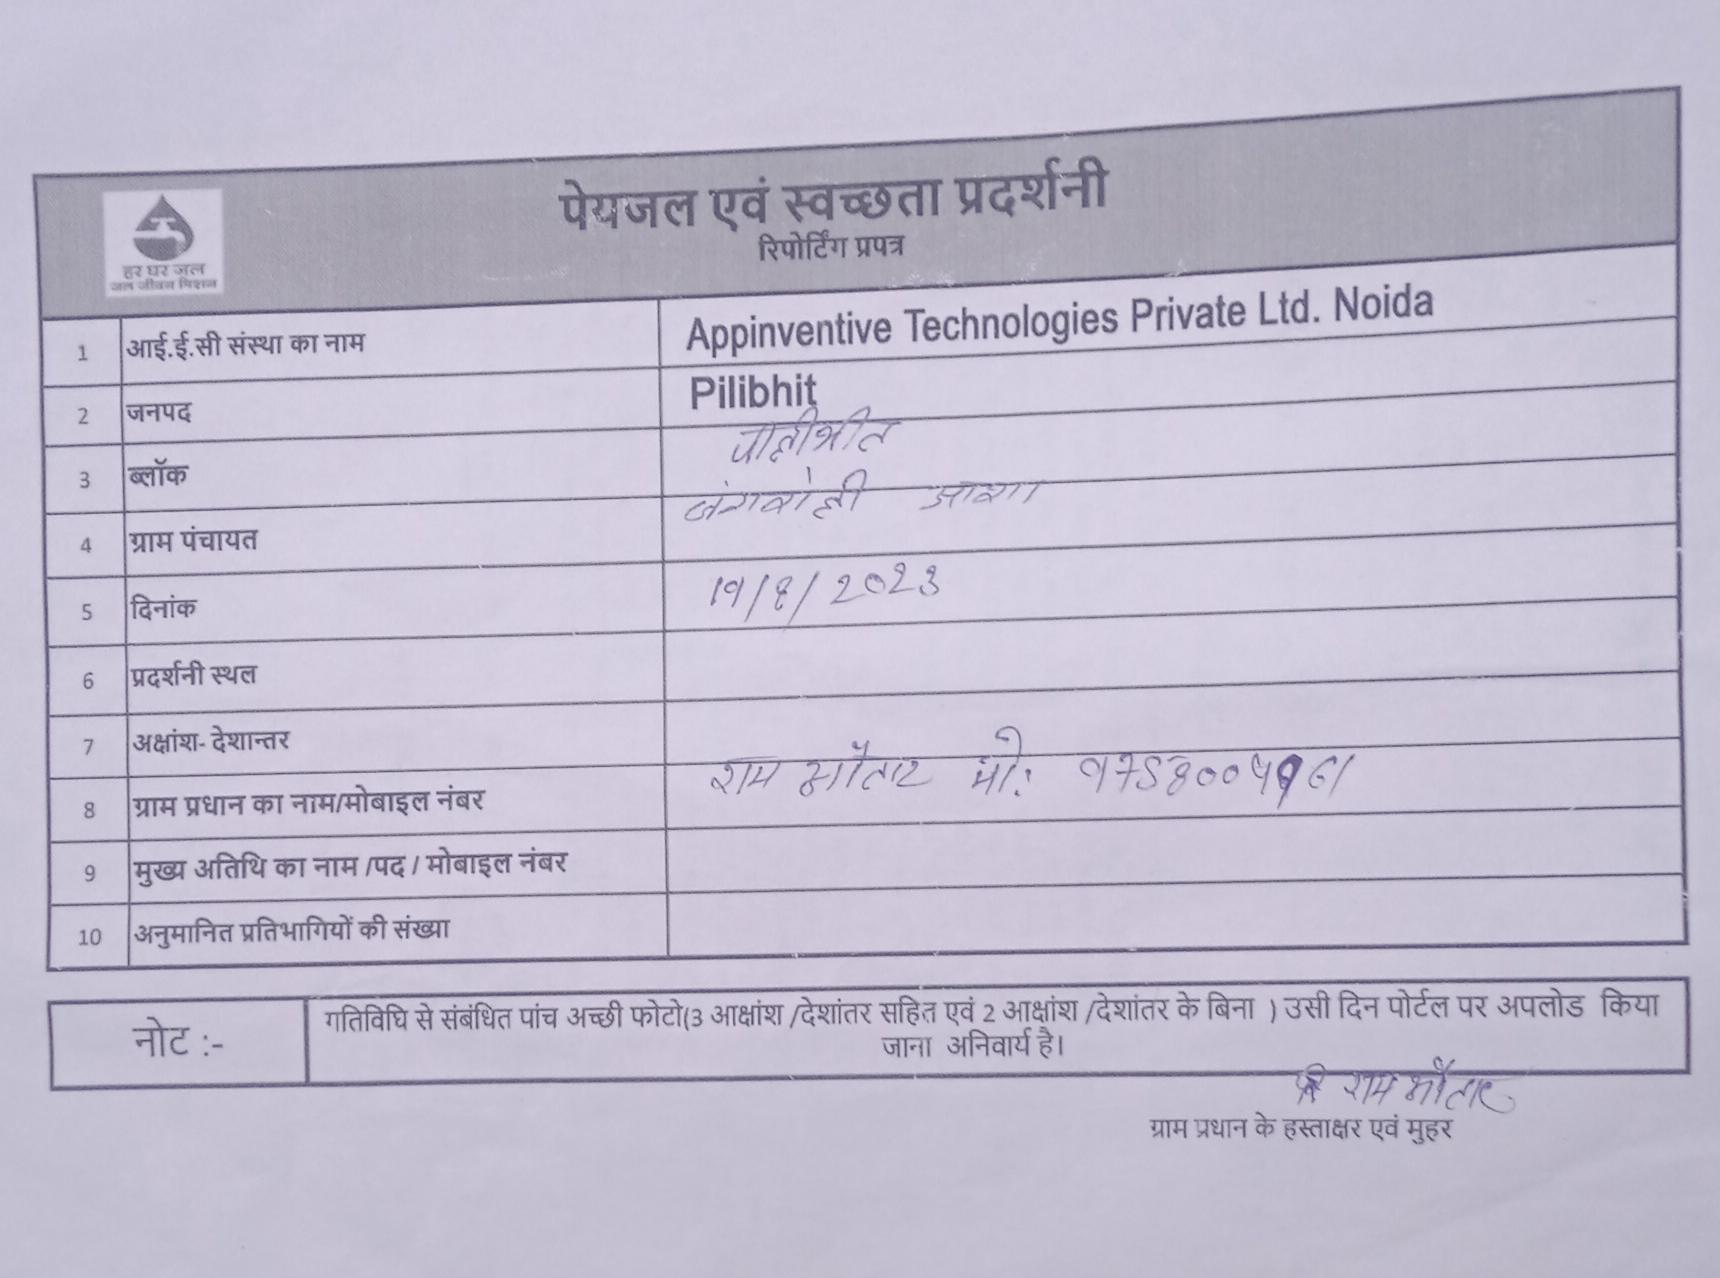 पेयजल एवं स्वच्छता प्रदर्शनी
रिपोर्टिंग प्रपत्र
हर घर जल
जल जीवन मिशन
1 आई.ई.सी संस्था का नाम Appinventive Technologies Private Ltd. Noida
2 जनपद Pilibhit
3 ब्लॉक
4 ग्राम पंचायत
5 दिनांक 19/8/2023
6 प्रदर्शनी स्थल
7 अक्षांश- देशान्तर
8 ग्राम प्रधान का नाम/मोबाइल नंबर राम औतार मो:
9 मुख्य अतिथि का नाम /पद / मोबाइल नंबर
10 अनुमानित प्रतिभागियों की संख्या
नोट :- गतिविधि से संबंधित पांच अच्छी फोटो(3 आक्षांश /देशांतर सहित एवं 2 आक्षांश /देशांतर के बिना ) उसी दिन पोर्टल पर अपलोड किया
जाना अनिवार्य है।
राम औतार
ग्राम प्रधान के हस्ताक्षर एवं मुहर